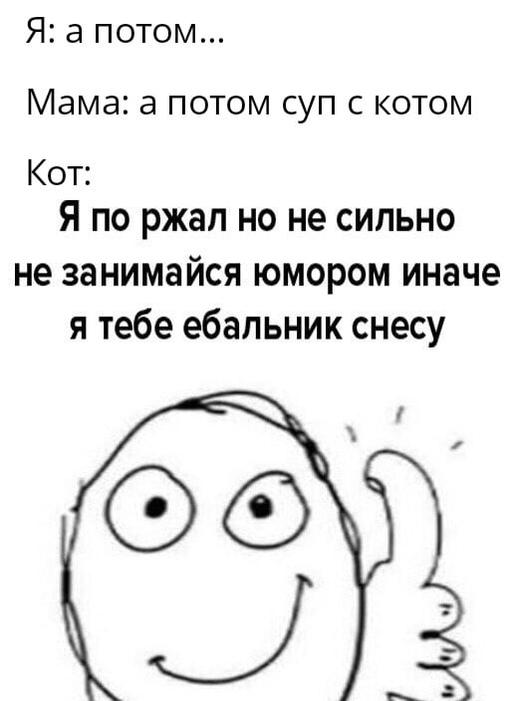 Я: а потом...
Мама: а потом суп с котом
Кот:
Я по ржал но не сильно
не занимайся юмором иначе
я тебе ебальник снесу